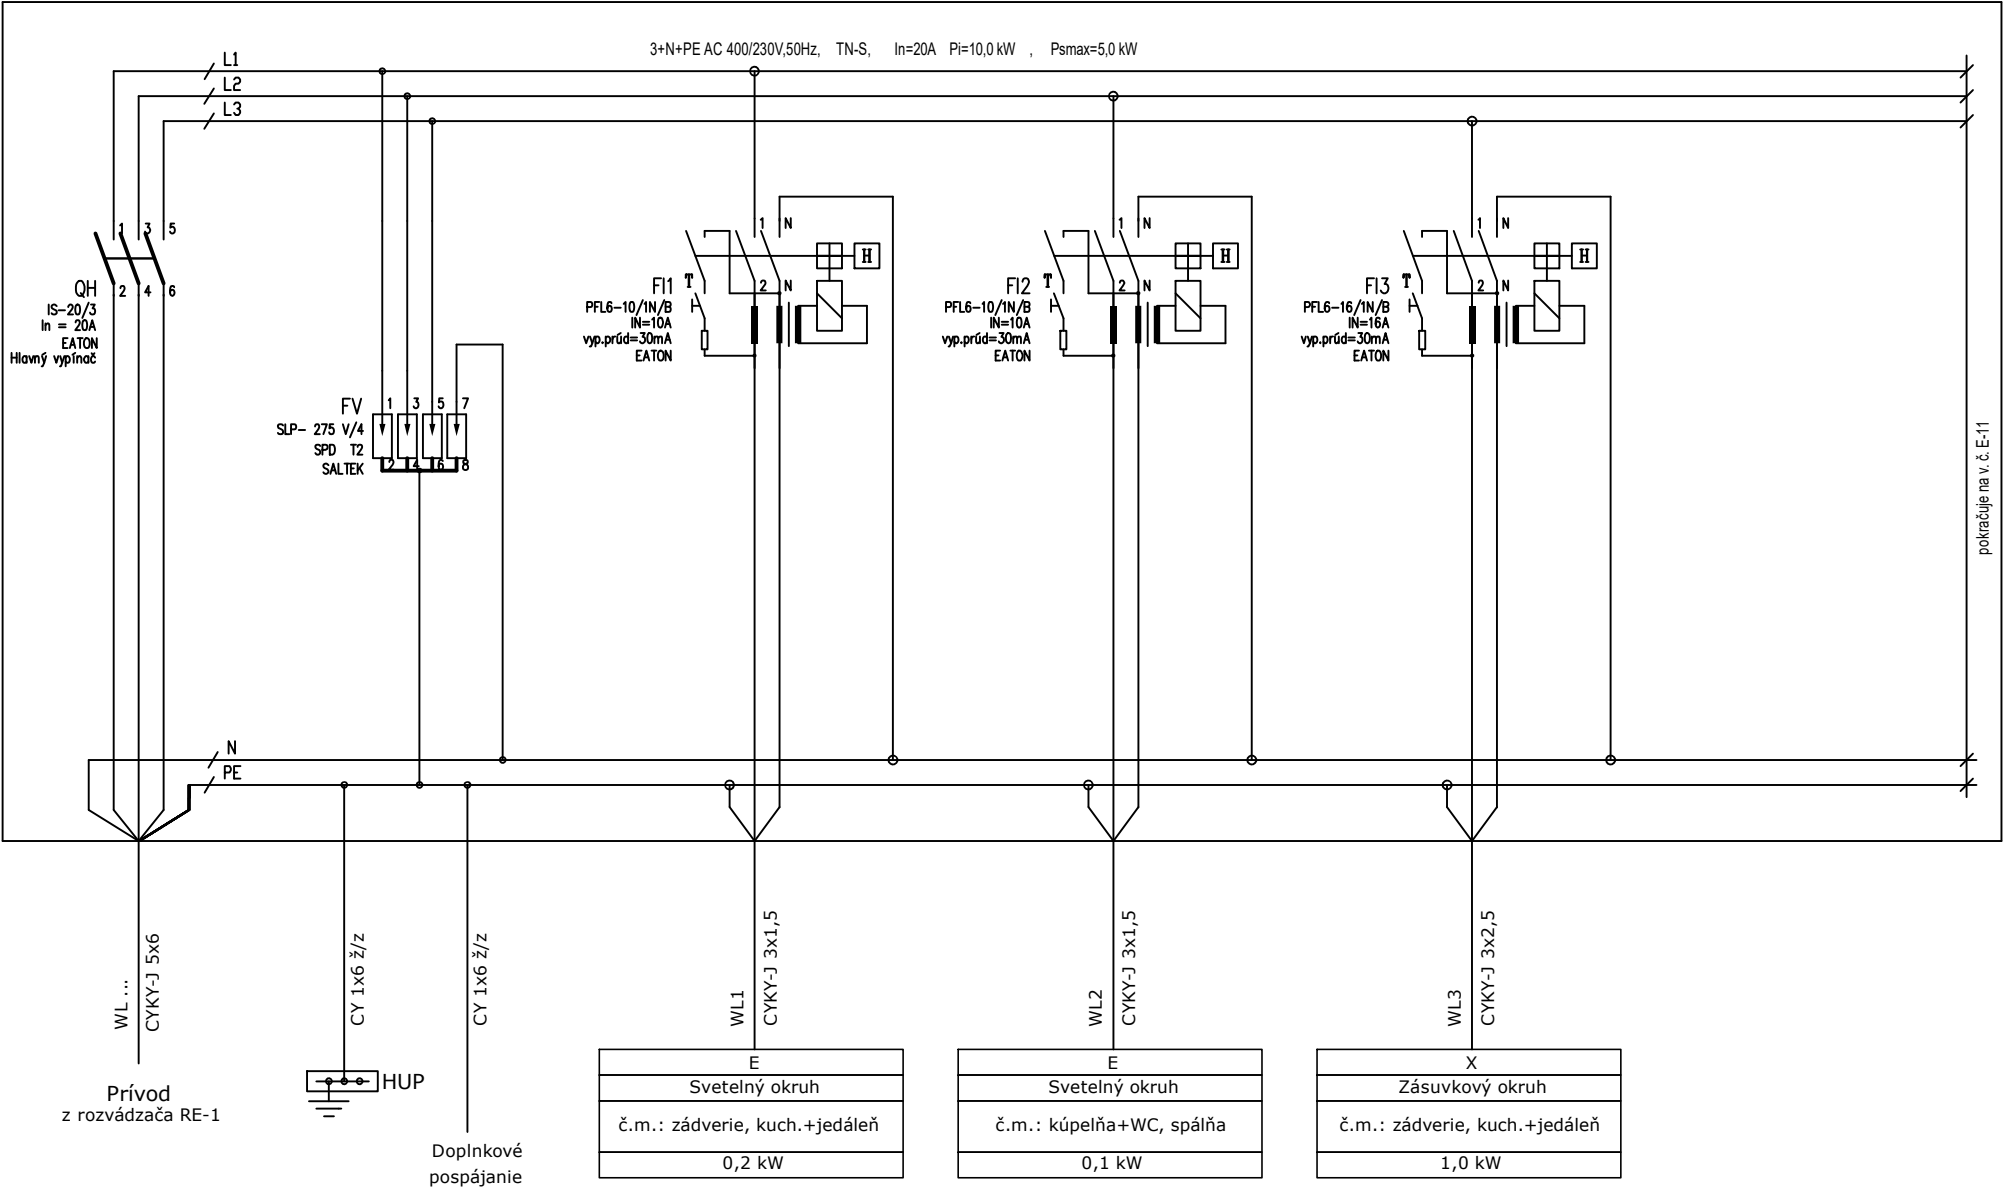 3+N+PE AC 400/230V,50Hz, TN-S, In=20A Pi=10,0 kW , Psmax=5,0 kW
L1
L2
L3
1 3 5
QH
2 4 6
IS-20/3
In = 20A
EATON
Hlavný vypínač
FV
1 3 5 7
SLP- 275 V/4
SPD T2
SALTEK
2 4 6 8
1 N
H
FI1
T
2 N
PFL6-10/1N/B
IN=10A
vyp.prúd=30mA
EATON
1 N
H
FI2
T
2 N
PFL6-10/1N/B
IN=10A
vyp.prúd=30mA
EATON
1 N
H
FI3
T
2 N
PFL6-16/1N/B
IN=16A
vyp.prúd=30mA
EATON
pokračuje na v. č. E-11
N
PE
WL ...
CYKY-J 5x6
Prívod
z rozvádzača RE-1
CY 1x6 ž/z
HUP
CY 1x6 ž/z
Doplnkové
pospájanie
WL1
CYKY-J 3x1,5
E
Svetelný okruh
č.m.: zádverie, kuch.+jedáleň
0,2 kW
WL2
CYKY-J 3x1,5
E
Svetelný okruh
č.m.: kúpelňa+WC, spálňa
0,1 kW
WL3
CYKY-J 3x2,5
X
Zásuvkový okruh
č.m.: zádverie, kuch.+jedáleň
1,0 kW